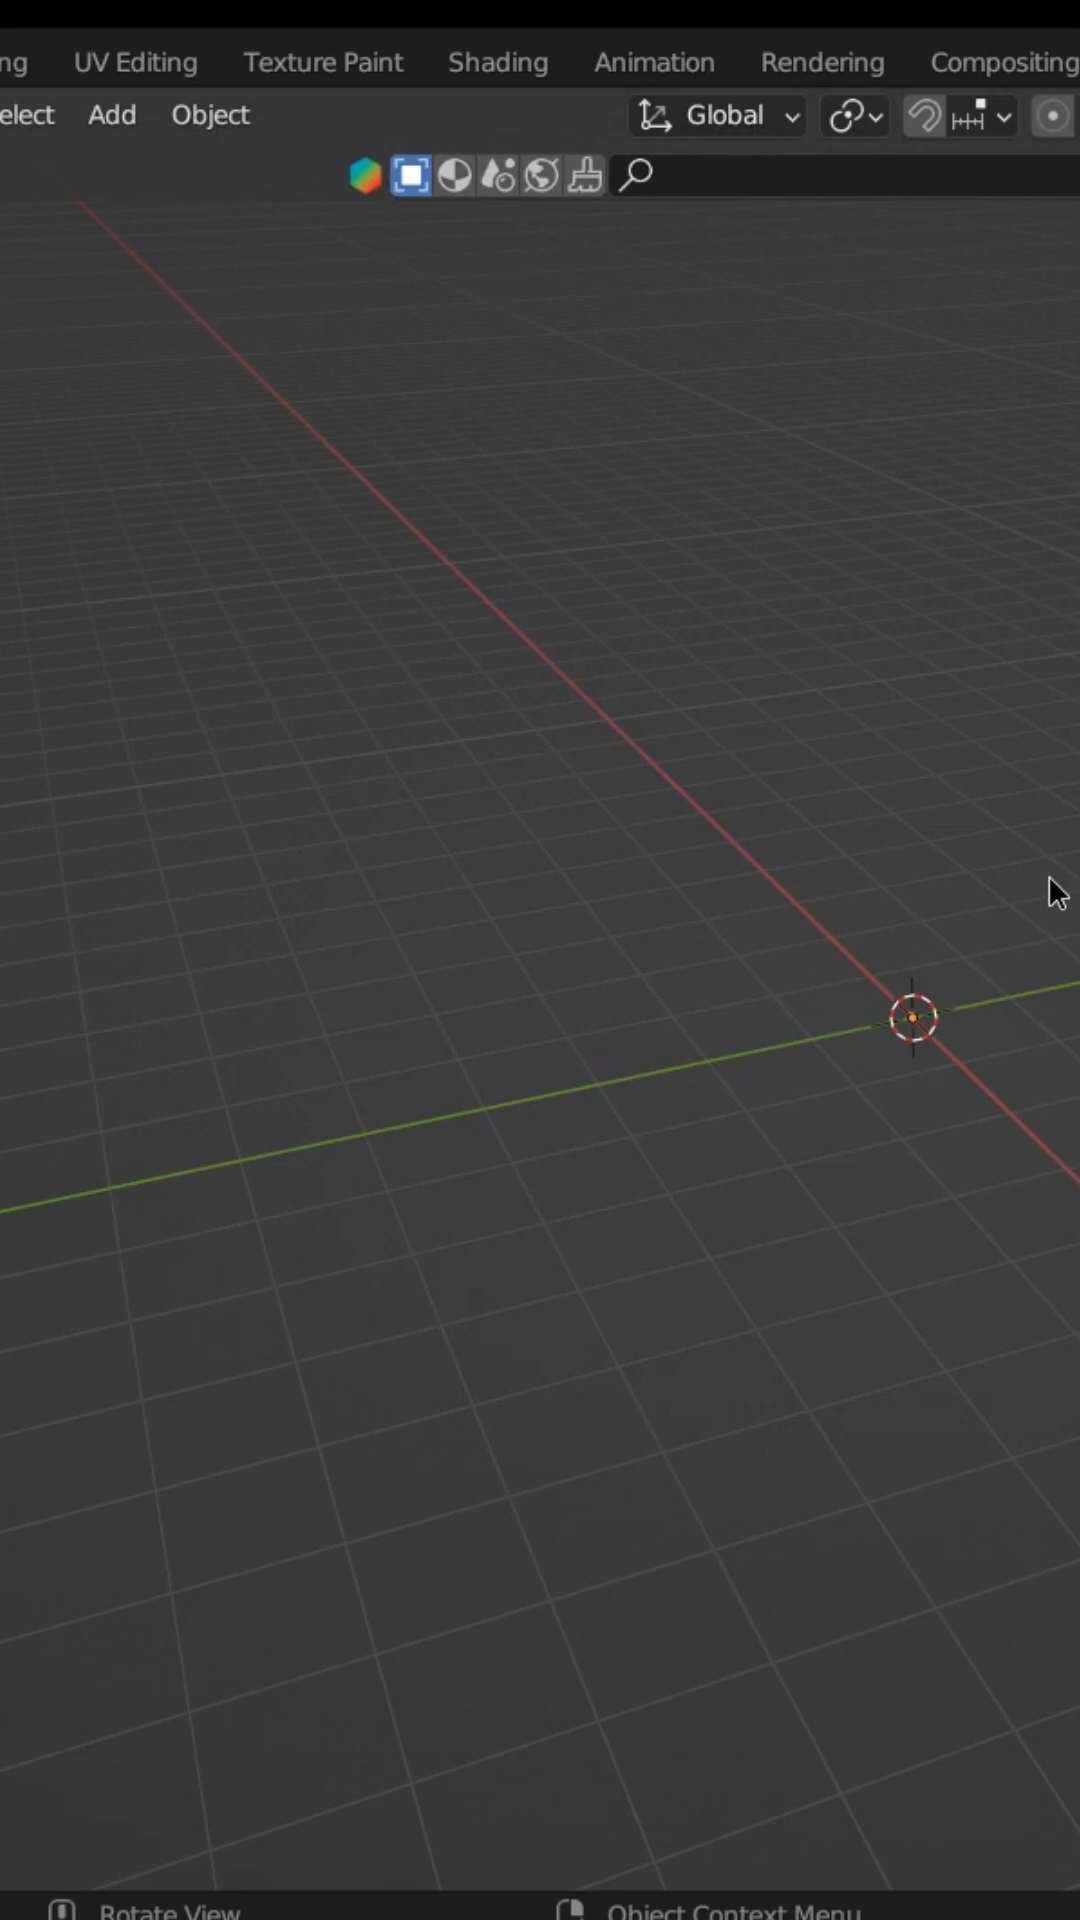 ng UV Editing Texture Paint Shading Animation Rendering Compositing
elect Add Object Global
Rotate View Object Context Menu